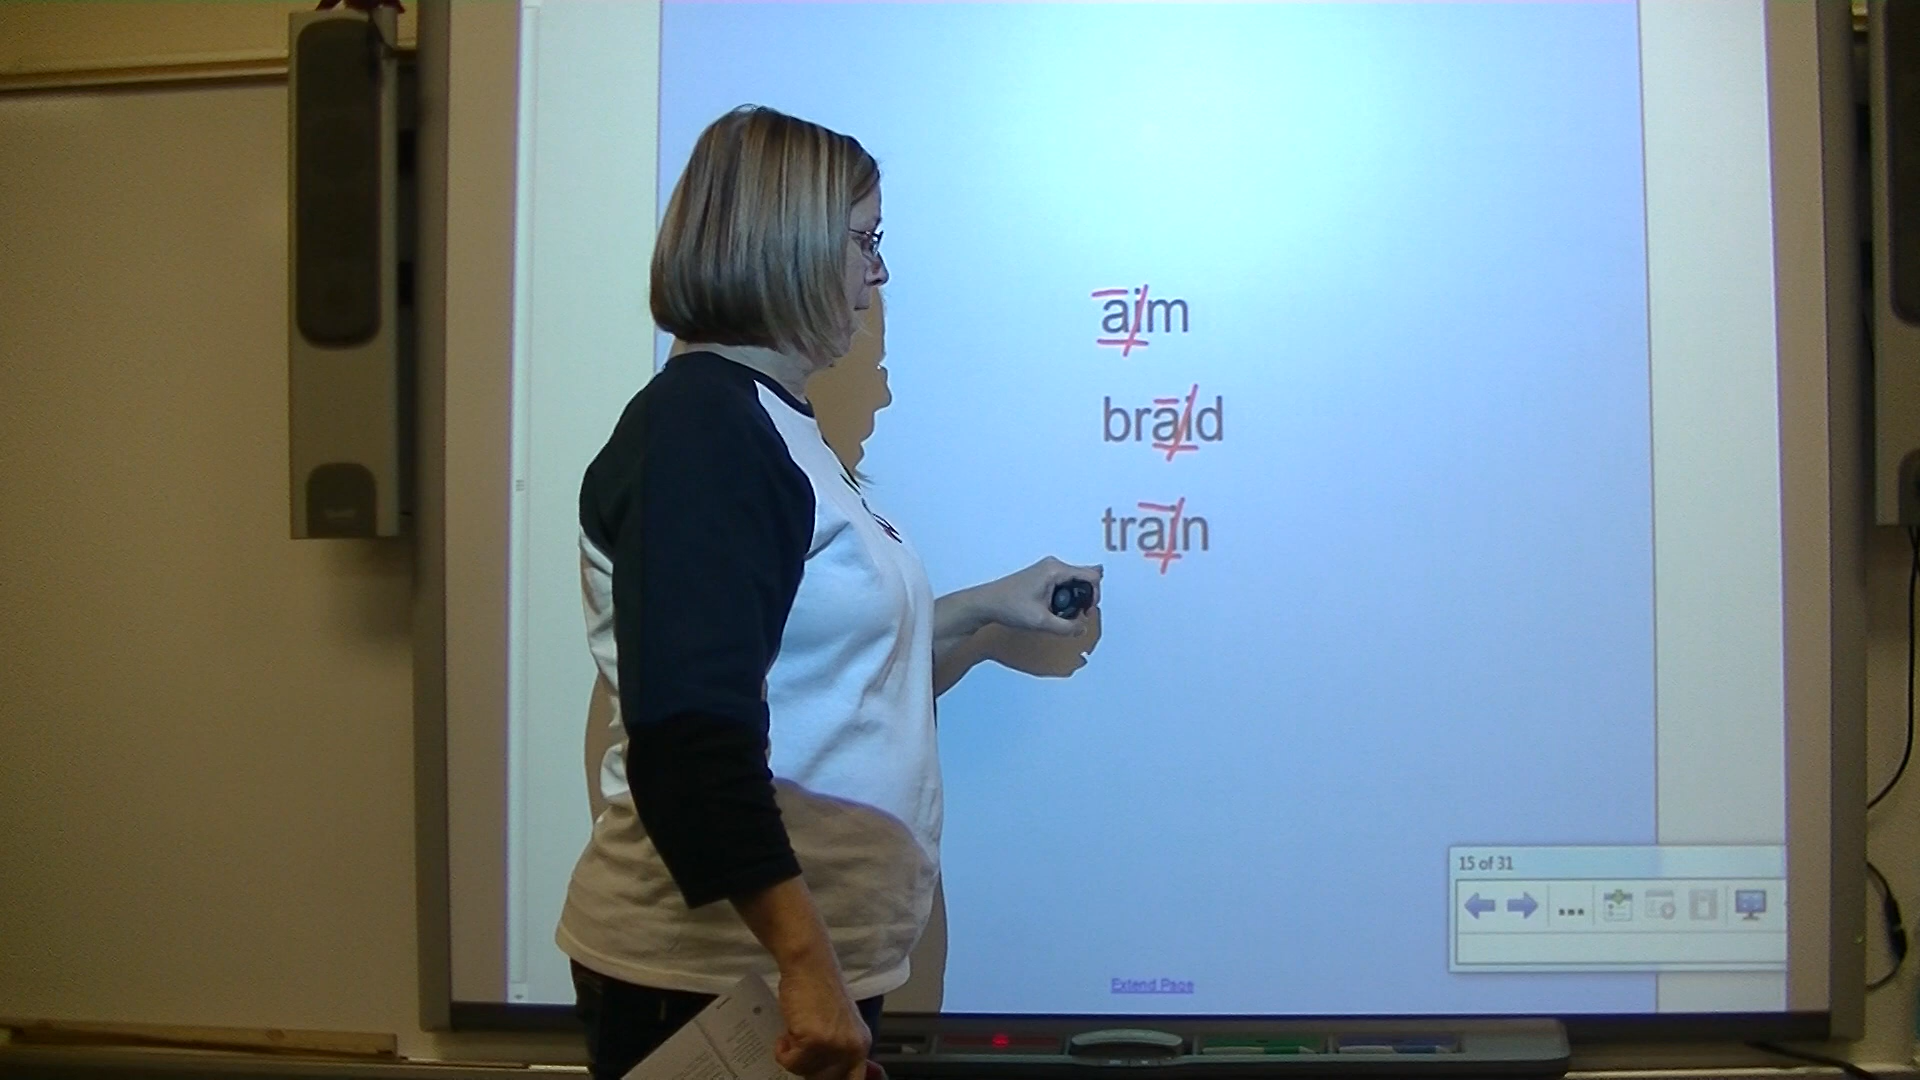 aim
braid
train
15 of 31
Extend Page